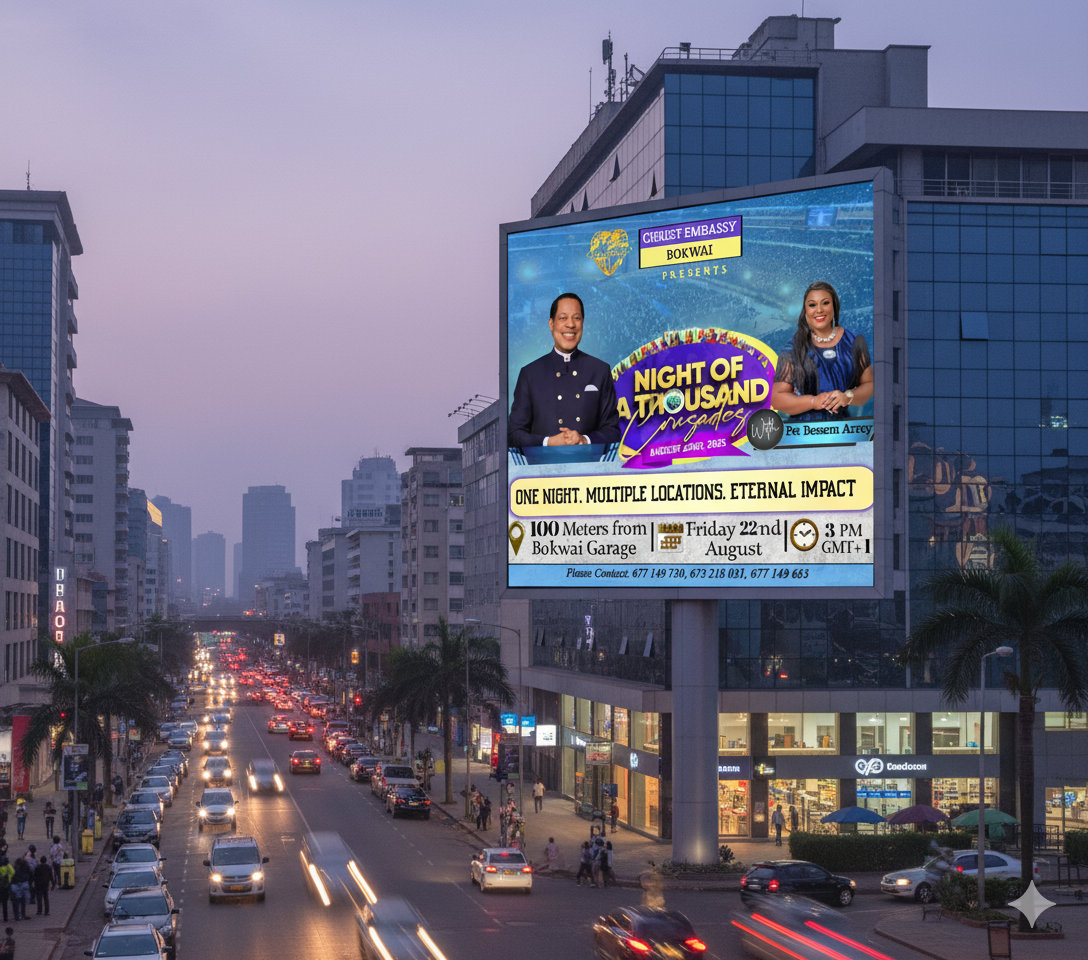 CHRIST EMBASSY
BOKWAI
PRESENTS
NIGHT OF
A THOUSAND
Crusades
2025
With
Bessem Arrey
ONE NIGHT. MULTIPLE LOCATIONS. ETERNAL IMPACT
100 Meters from
Bokwai Garage
Friday 22nd
August
3 PM
GMT+1
Please Contact. 677 149 730, 673 218 031, 677 149 663